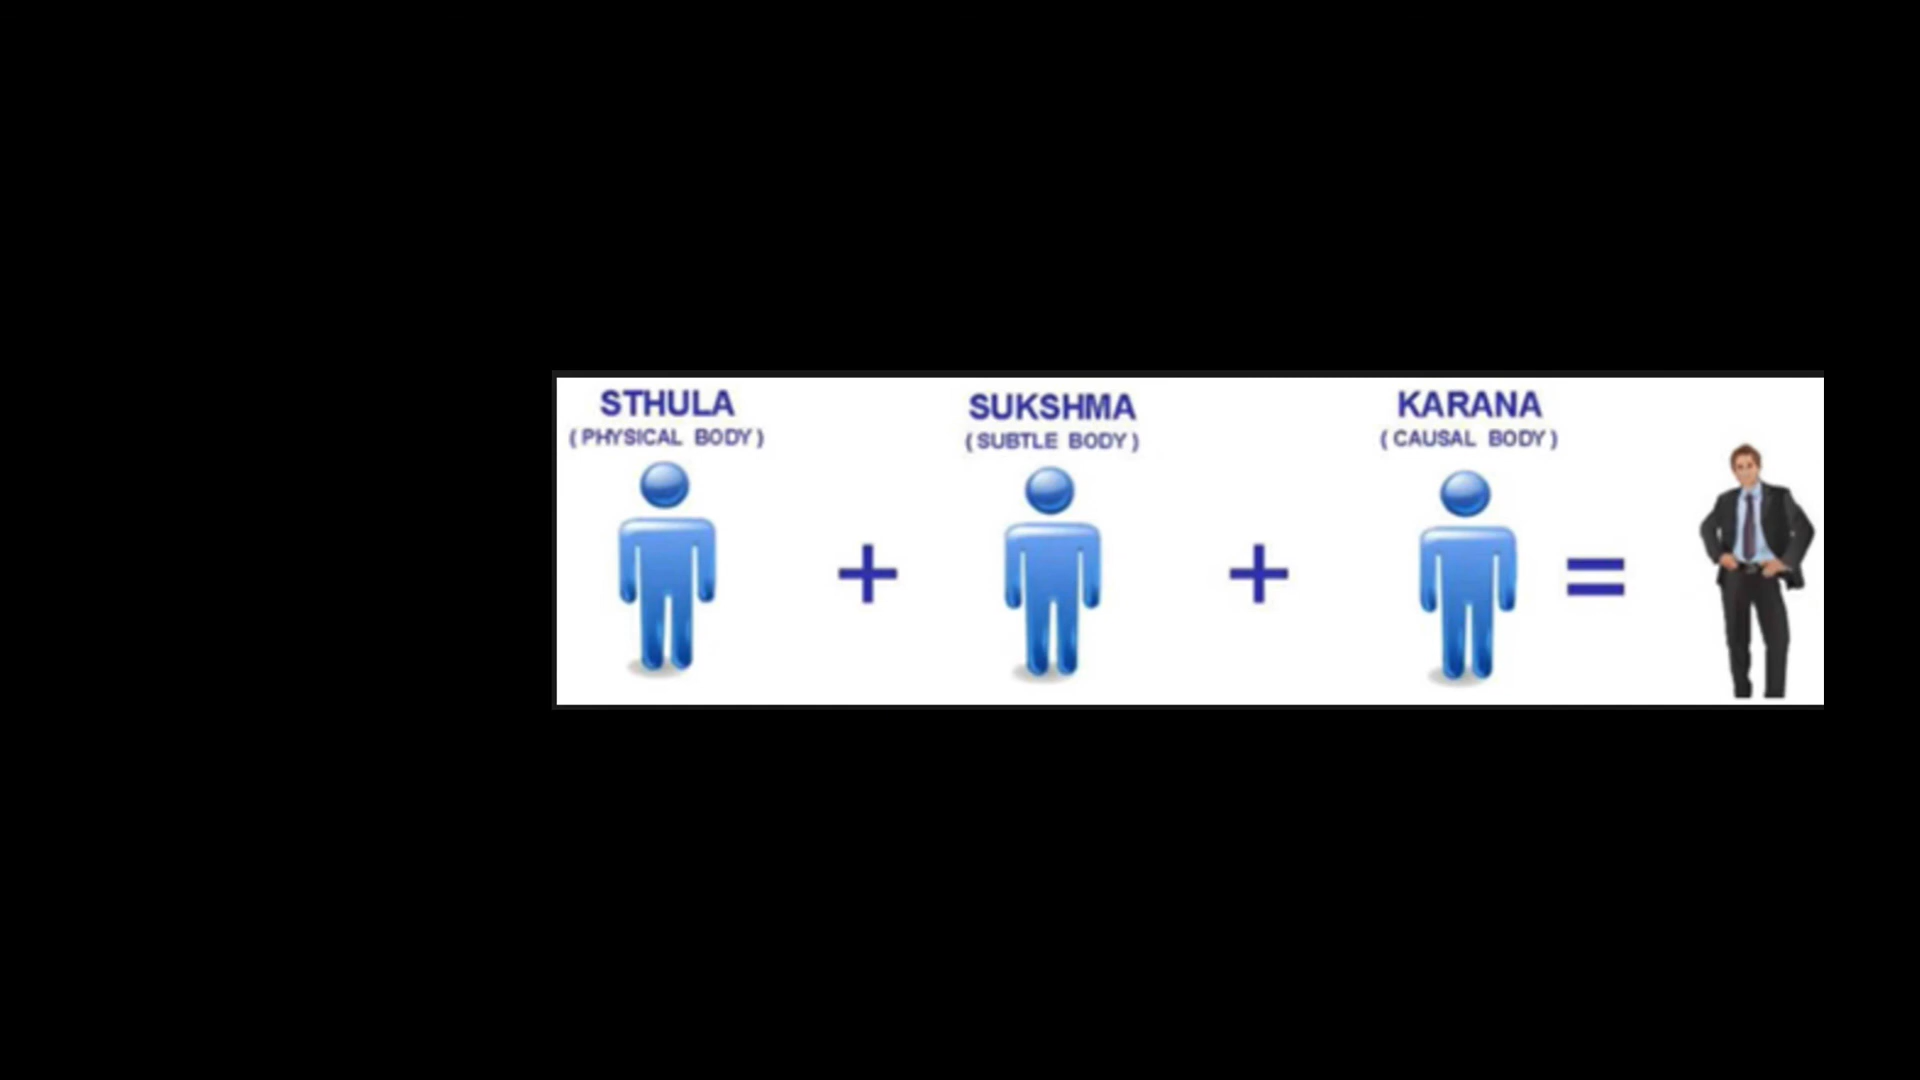 STHULA
( PHYSICAL BODY )
SUKSHMA
( SUBTLE BODY )
KARANA
( CAUSAL BODY )
+
+
=